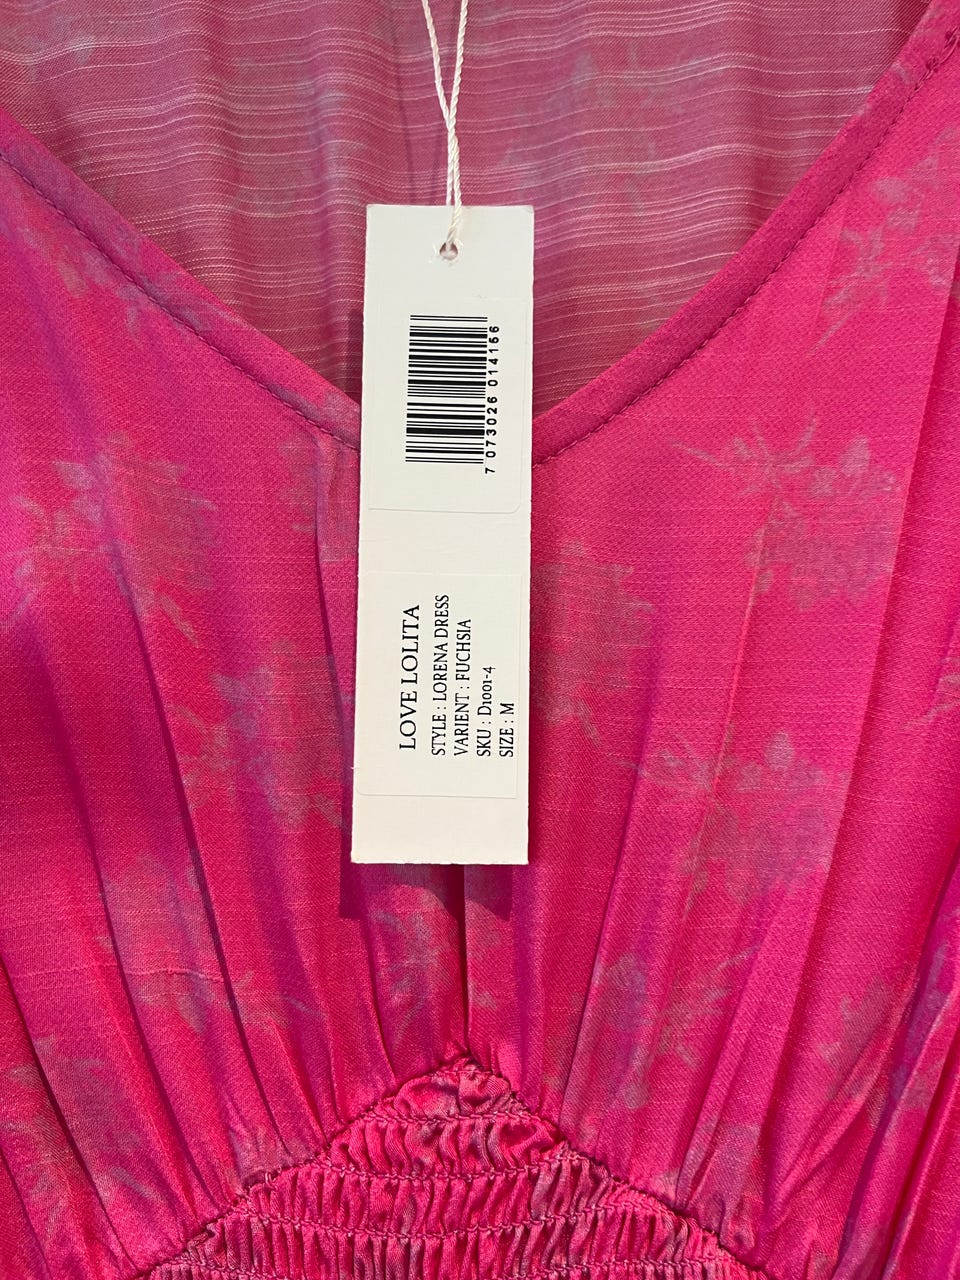 7 073026 014166
LOVE LOLITA
STYLE : LORENA DRESS
VARIENT : FUCHSIA
SKU : D1001-4
SIZE : M